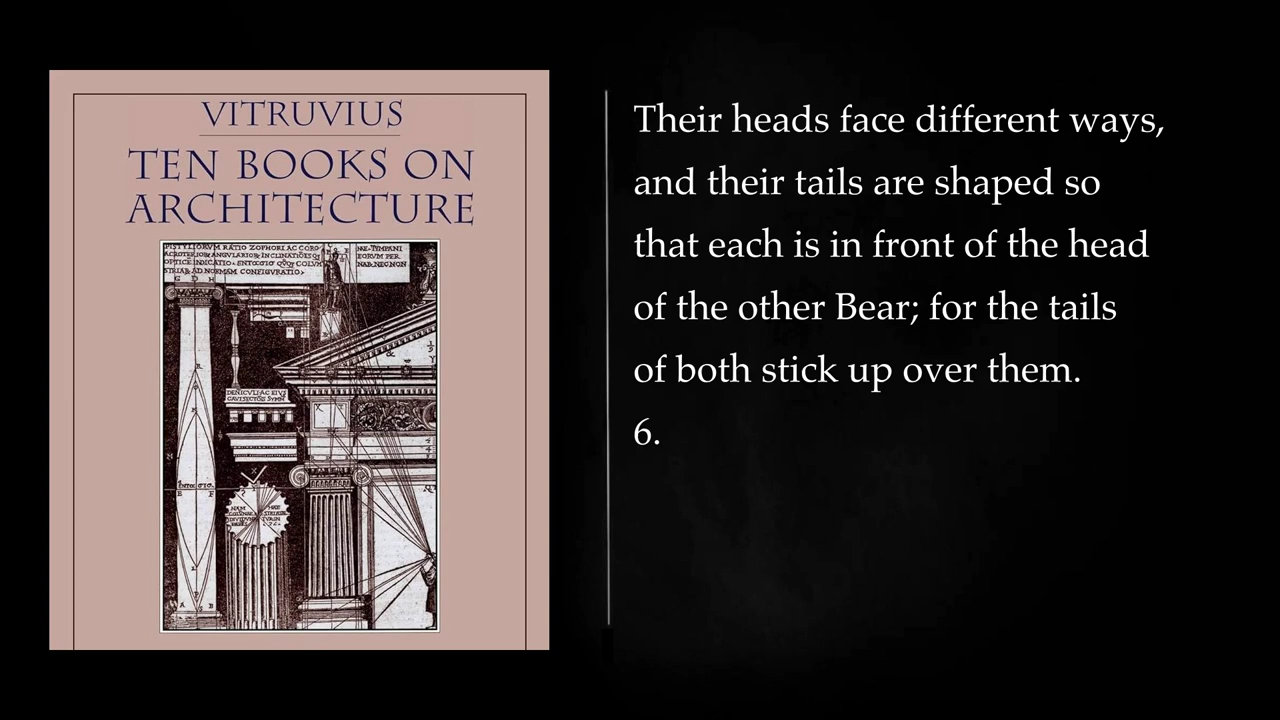 VITRUVIUS
TEN BOOKS ON
ARCHITECTURE
Their heads face different ways,
and their tails are shaped so
that each is in front of the head
of the other Bear; for the tails
of both stick up over them.
6.